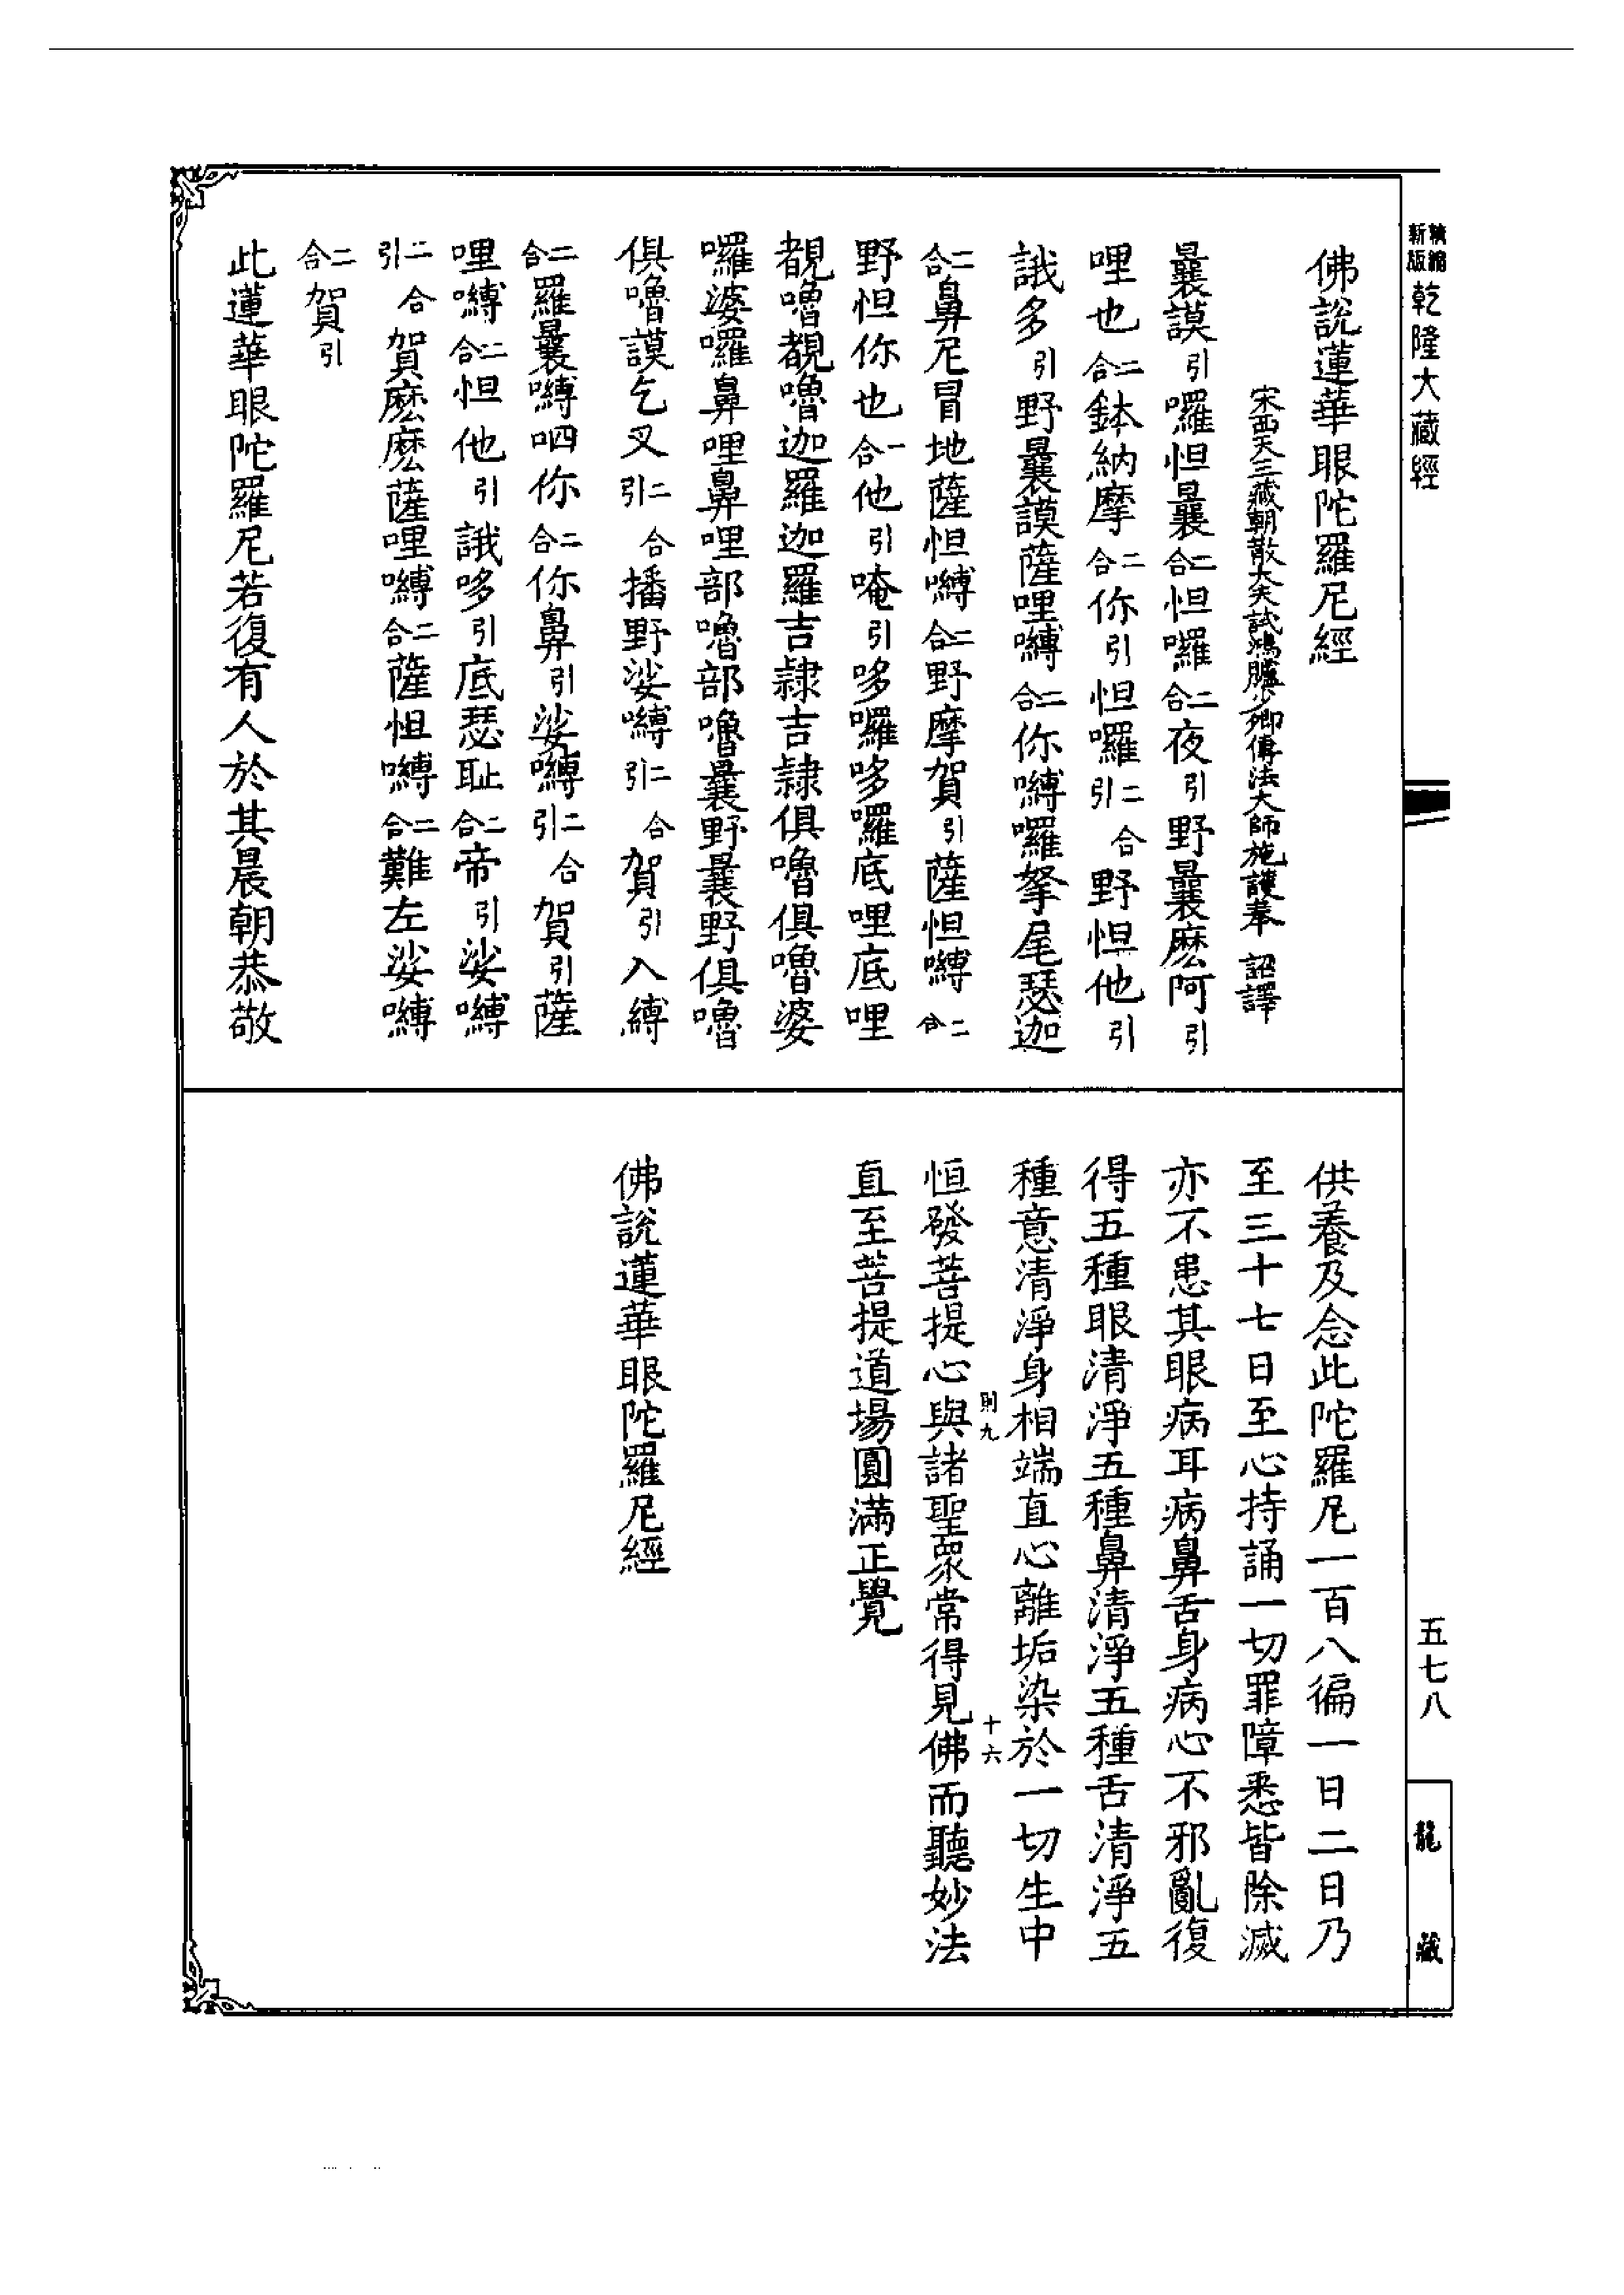 精縮
新版
乾隆大藏經
五七八
龍藏
佛說蓮華眼陀羅尼經
宋西天三藏朝散大夫試鴻臚少卿傳法大師施護奉 詔譯
曩謨引囉怛曩二合怛囉二合夜引野曩麽阿引
哩也二合鉢納摩二合你引怛囉二合引野怛他引
誐多引野曩謨薩哩嚩二合你嚩囉拏尾瑟迦
二合鼻尼冒地薩怛嚩二合野摩賀引薩怛嚩二合
野怛你也一合他引唵引哆囉哆囉底哩底哩
覩嚕覩嚕迦羅迦羅吉隷吉隷俱嚕俱嚕婆
囉婆囉鼻哩鼻哩部嚕部嚕曩野曩野俱嚕
俱嚕謨乞叉二合引播野娑嚩二合引賀引入縛
二合羅曩嚩呬你二合你鼻引娑嚩二合引賀引薩
哩嚩二合怛他引誐哆引底瑟耻二合帝引娑嚩
二合引賀麽麽薩哩嚩二合薩怛嚩二合難左娑嚩
二合賀引
此蓮華眼陀羅尼若復有人於其晨朝恭敬
供養及念此陀羅尼一百八徧一日二日乃
至三十七日至心持誦一切罪障悉皆除滅
亦不患其眼病耳病鼻舌身病心不邪亂復
得五種眼清淨五種鼻清淨五種舌清淨五
種意清淨身相端直心離垢染於一切生中
則九 十六
恒發菩提心與諸聖眾常得見佛而聽妙法
直至菩提道場圓滿正覺
佛說蓮華眼陀羅尼經